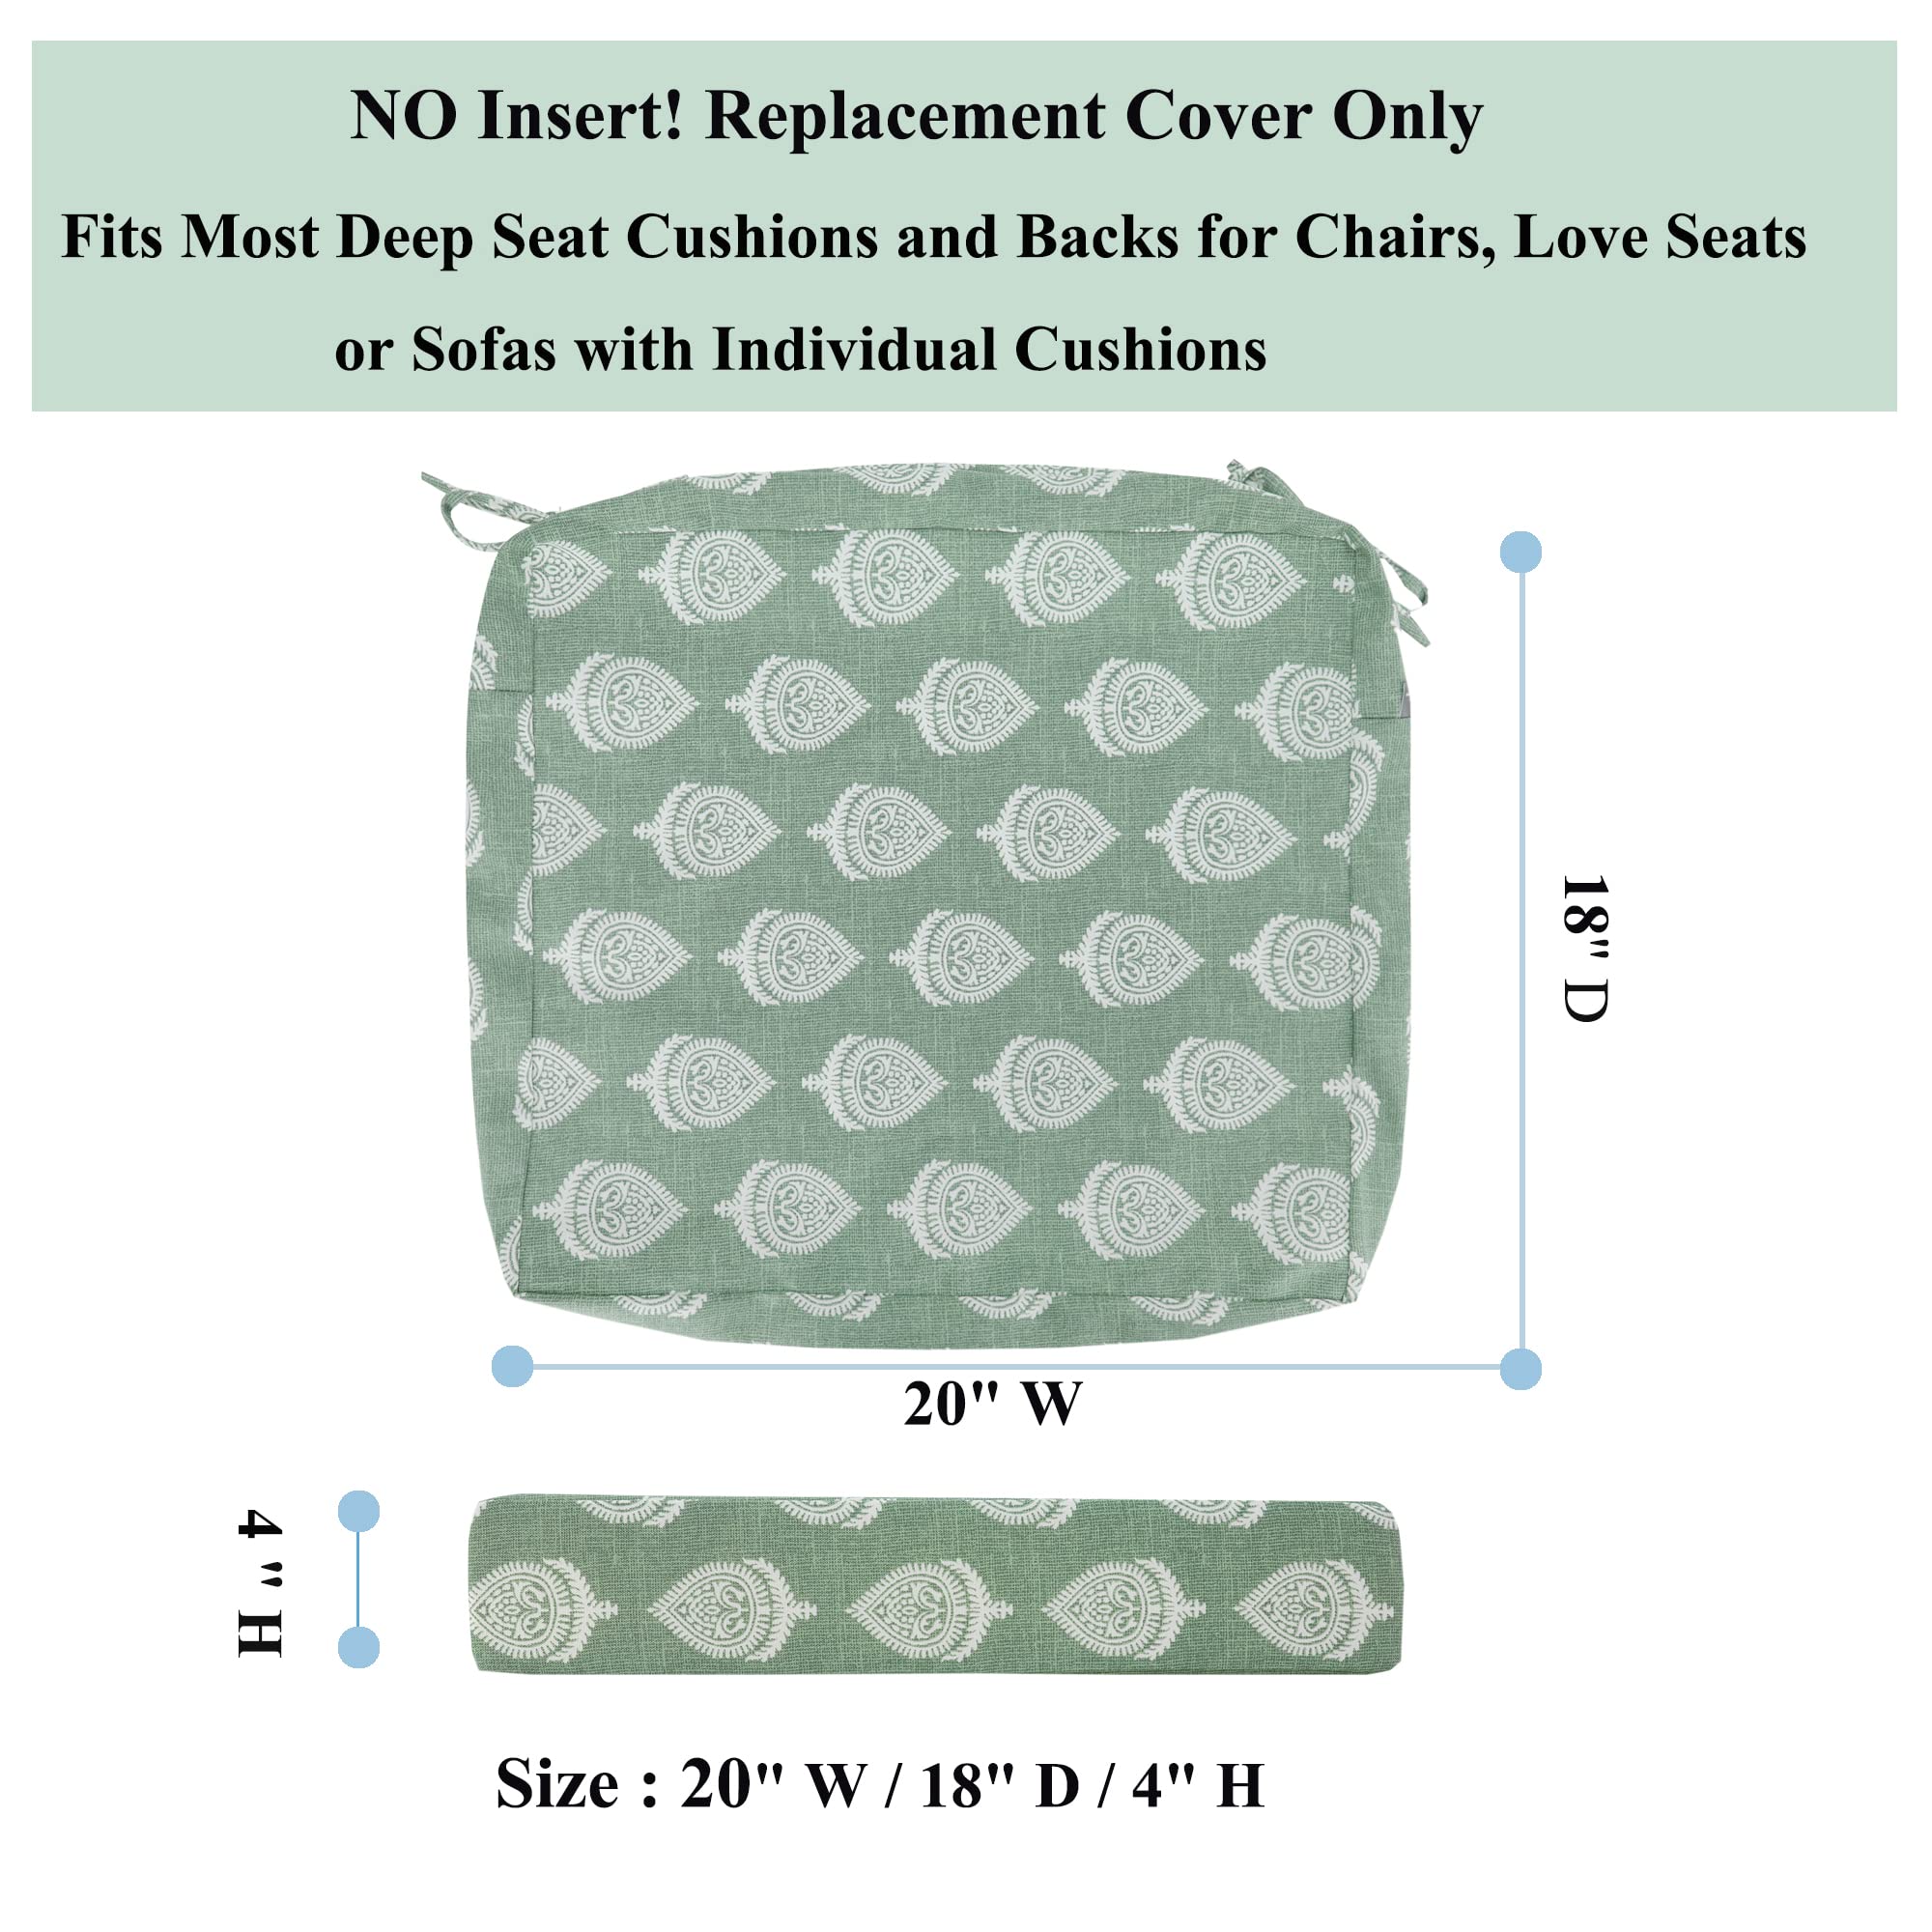 NO Insert! Replacement Cover Only
Fits Most Deep Seat Cushions and Backs for Chairs, Love Seats
or Sofas with Individual Cushions
18" D
20" W
4 " H
Size : 20" W / 18" D / 4" H